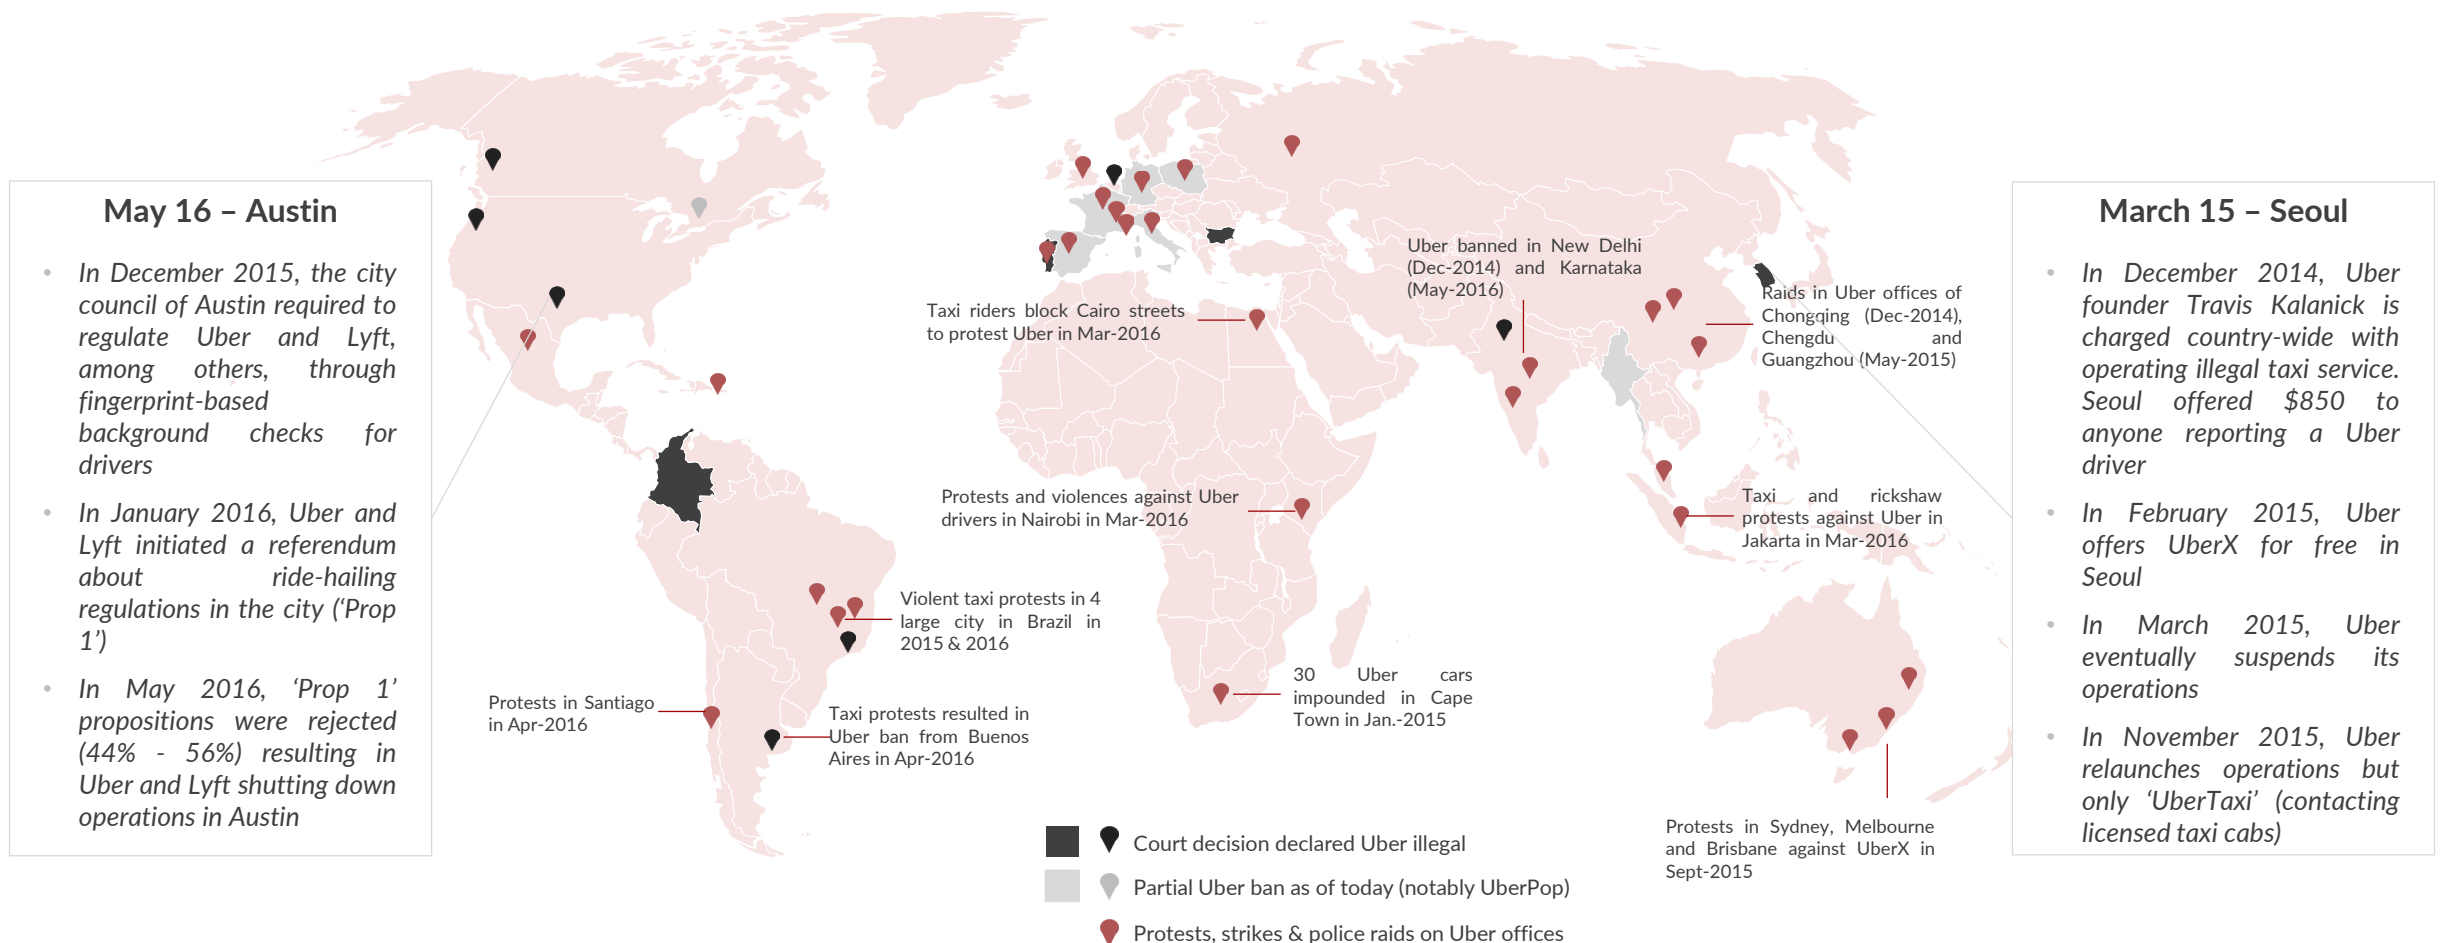 May 16 – Austin
• In December 2015, the city
council of Austin required to
regulate Uber and Lyft,
among others, through
fingerprint-based
background checks for
drivers
• In January 2016, Uber and
Lyft initiated a referendum
about ride-hailing
regulations in the city (‘Prop
1’)
• In May 2016, ‘Prop 1’
propositions were rejected
(44% - 56%) resulting in
Uber and Lyft shutting down
operations in Austin
Taxi riders block Cairo streets
to protest Uber in Mar-2016
Uber banned in New Delhi
(Dec-2014) and Karnataka
(May-2016)
Raids in Uber offices of
Chongqing (Dec-2014),
Chengdu and
Guangzhou (May-2015)
Protests and violences against Uber
drivers in Nairobi in Mar-2016
Taxi and rickshaw
protests against Uber in
Jakarta in Mar-2016
Violent taxi protests in 4
large city in Brazil in
2015 & 2016
Protests in Santiago
in Apr-2016
Taxi protests resulted in
Uber ban from Buenos
Aires in Apr-2016
30 Uber cars
impounded in Cape
Town in Jan.-2015
Protests in Sydney, Melbourne
and Brisbane against UberX in
Sept-2015
Court decision declared Uber illegal
Partial Uber ban as of today (notably UberPop)
Protests, strikes & police raids on Uber offices
March 15 – Seoul
• In December 2014, Uber
founder Travis Kalanick is
charged country-wide with
operating illegal taxi service.
Seoul offered $850 to
anyone reporting a Uber
driver
• In February 2015, Uber
offers UberX for free in
Seoul
• In March 2015, Uber
eventually suspends its
operations
• In November 2015, Uber
relaunches operations but
only ‘UberTaxi’ (contacting
licensed taxi cabs)